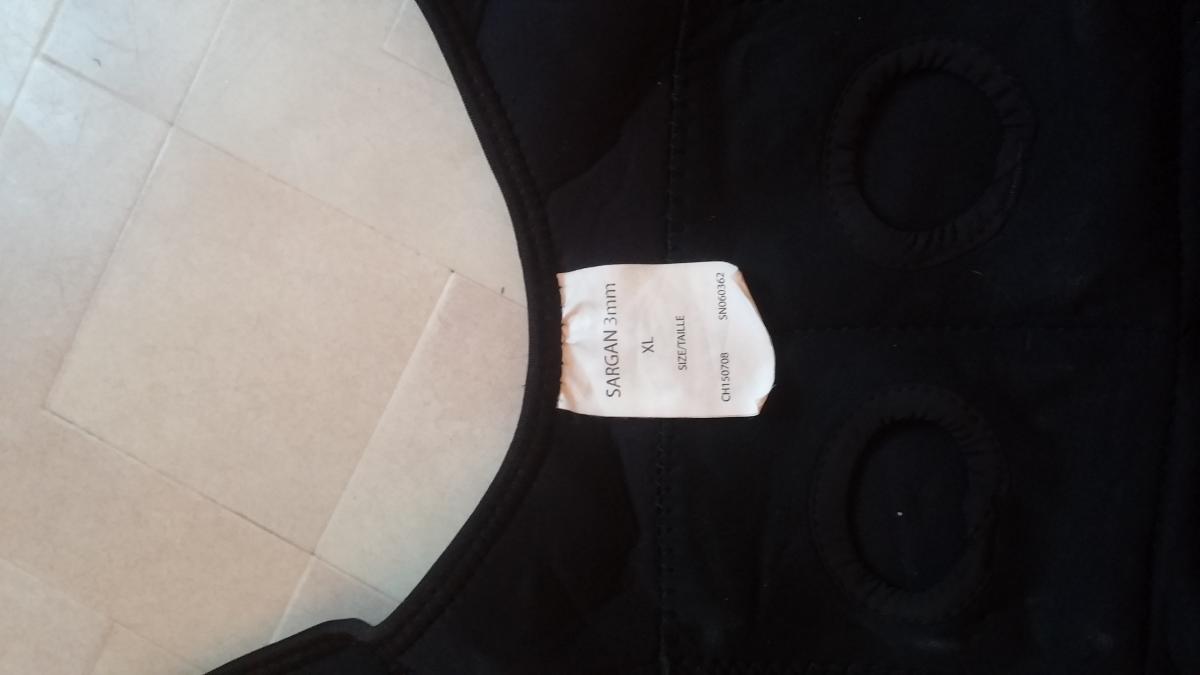 SARGAN 3mm
XL
SIZE/TAILLE
CH150708 SN060362